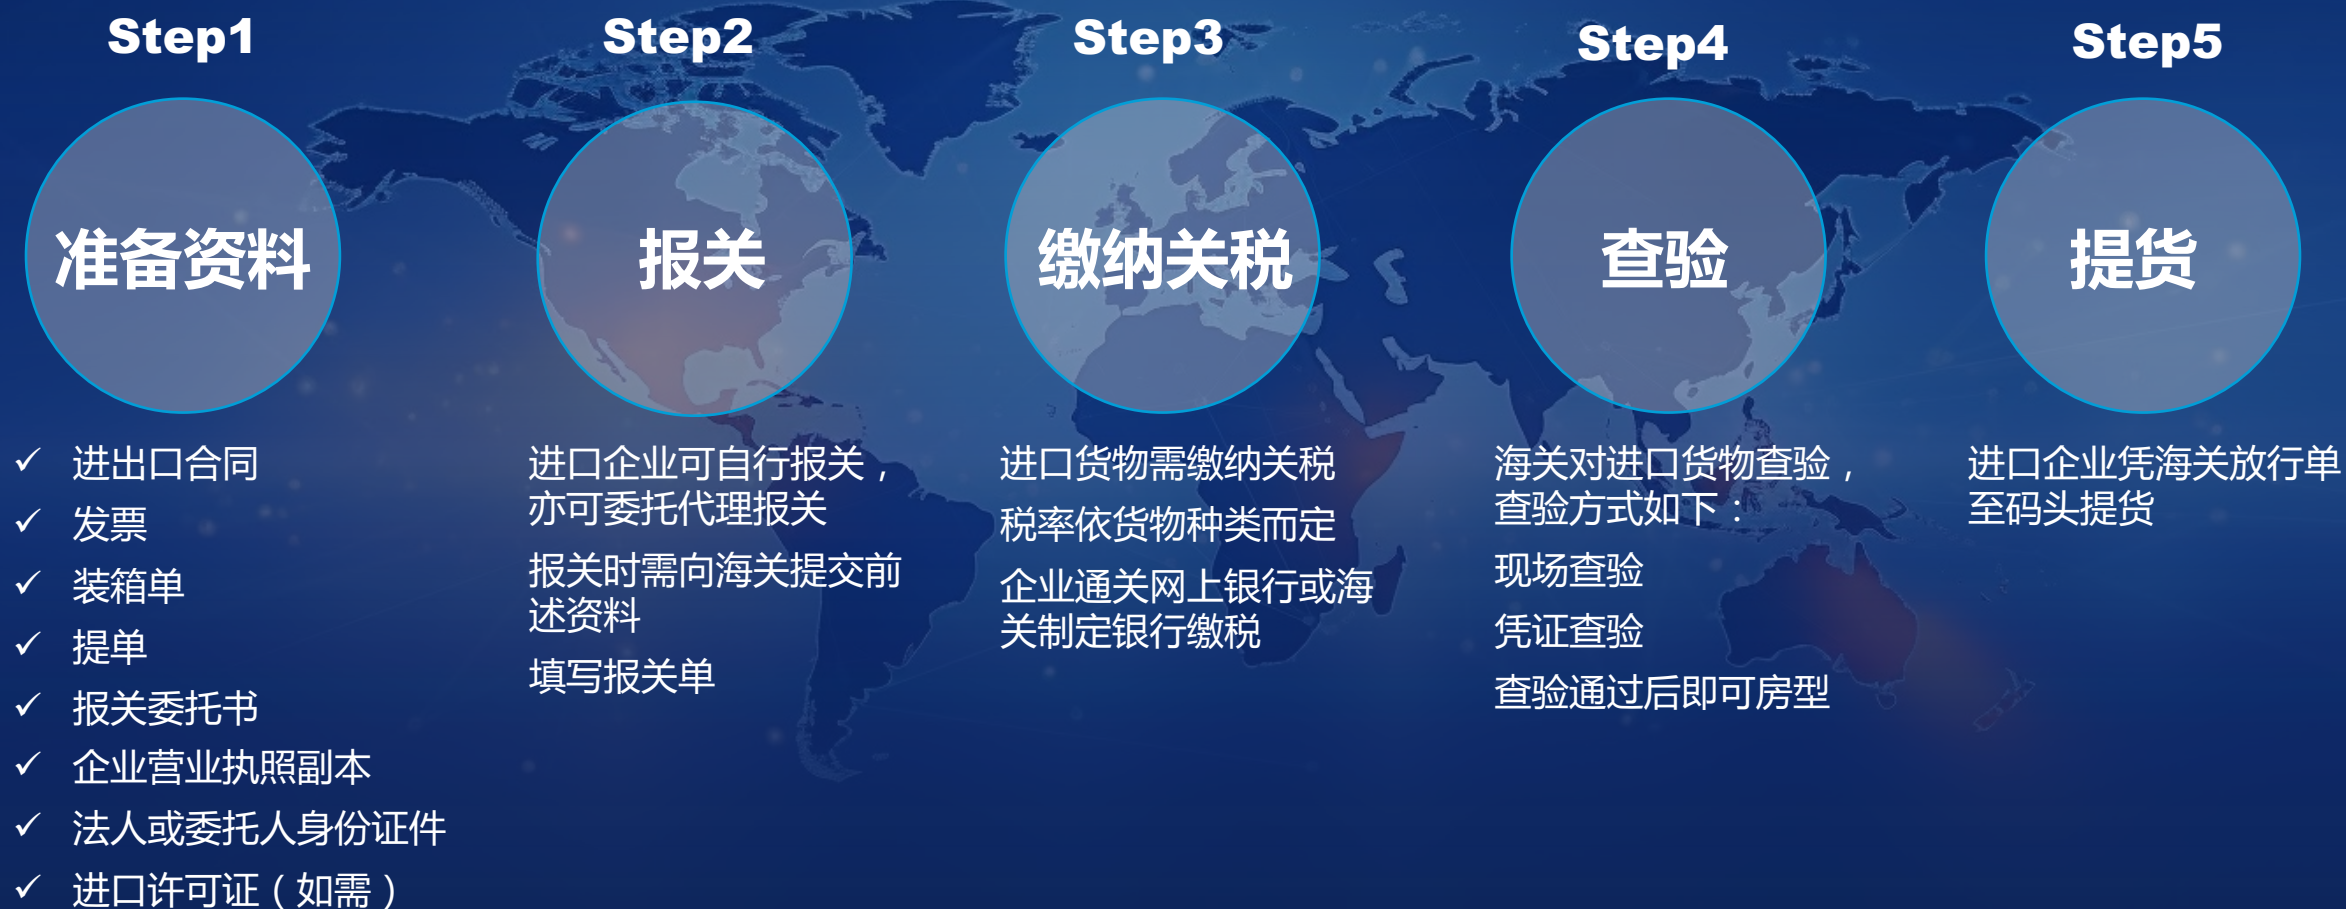 Step1
准备资料
✓ 进出口合同
✓ 发票
✓ 装箱单
✓ 提单
✓ 报关委托书
✓ 企业营业执照副本
✓ 法人或委托人身份证件
✓ 进口许可证（如需）
Step2
报关
进口企业可自行报关，
亦可委托代理报关
报关时需向海关提交前
述资料
填写报关单
Step3
缴纳关税
进口货物需缴纳关税
税率依货物种类而定
企业通关网上银行或海
关制定银行缴税
Step4
查验
海关对进口货物查验，
查验方式如下：
现场查验
凭证查验
查验通过后即可房型
Step5
提货
进口企业凭海关放行单
至码头提货